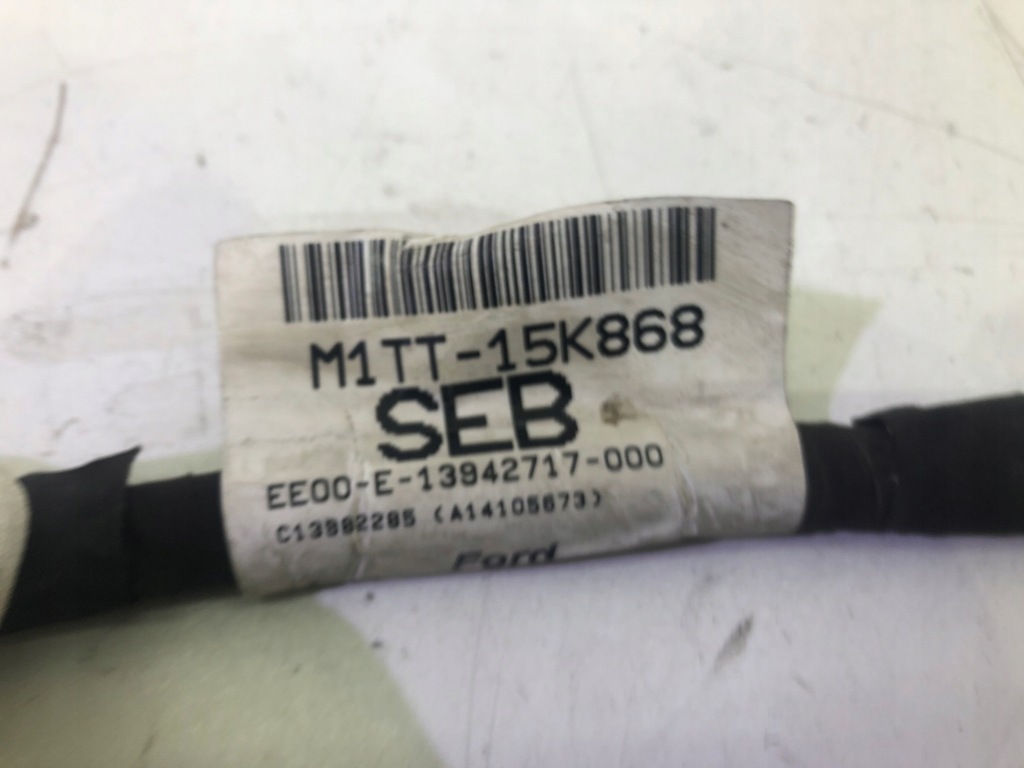 M1TT-15K868
SEB
EE00-E-13942717-000
C13982285 (A14105673)
Ford